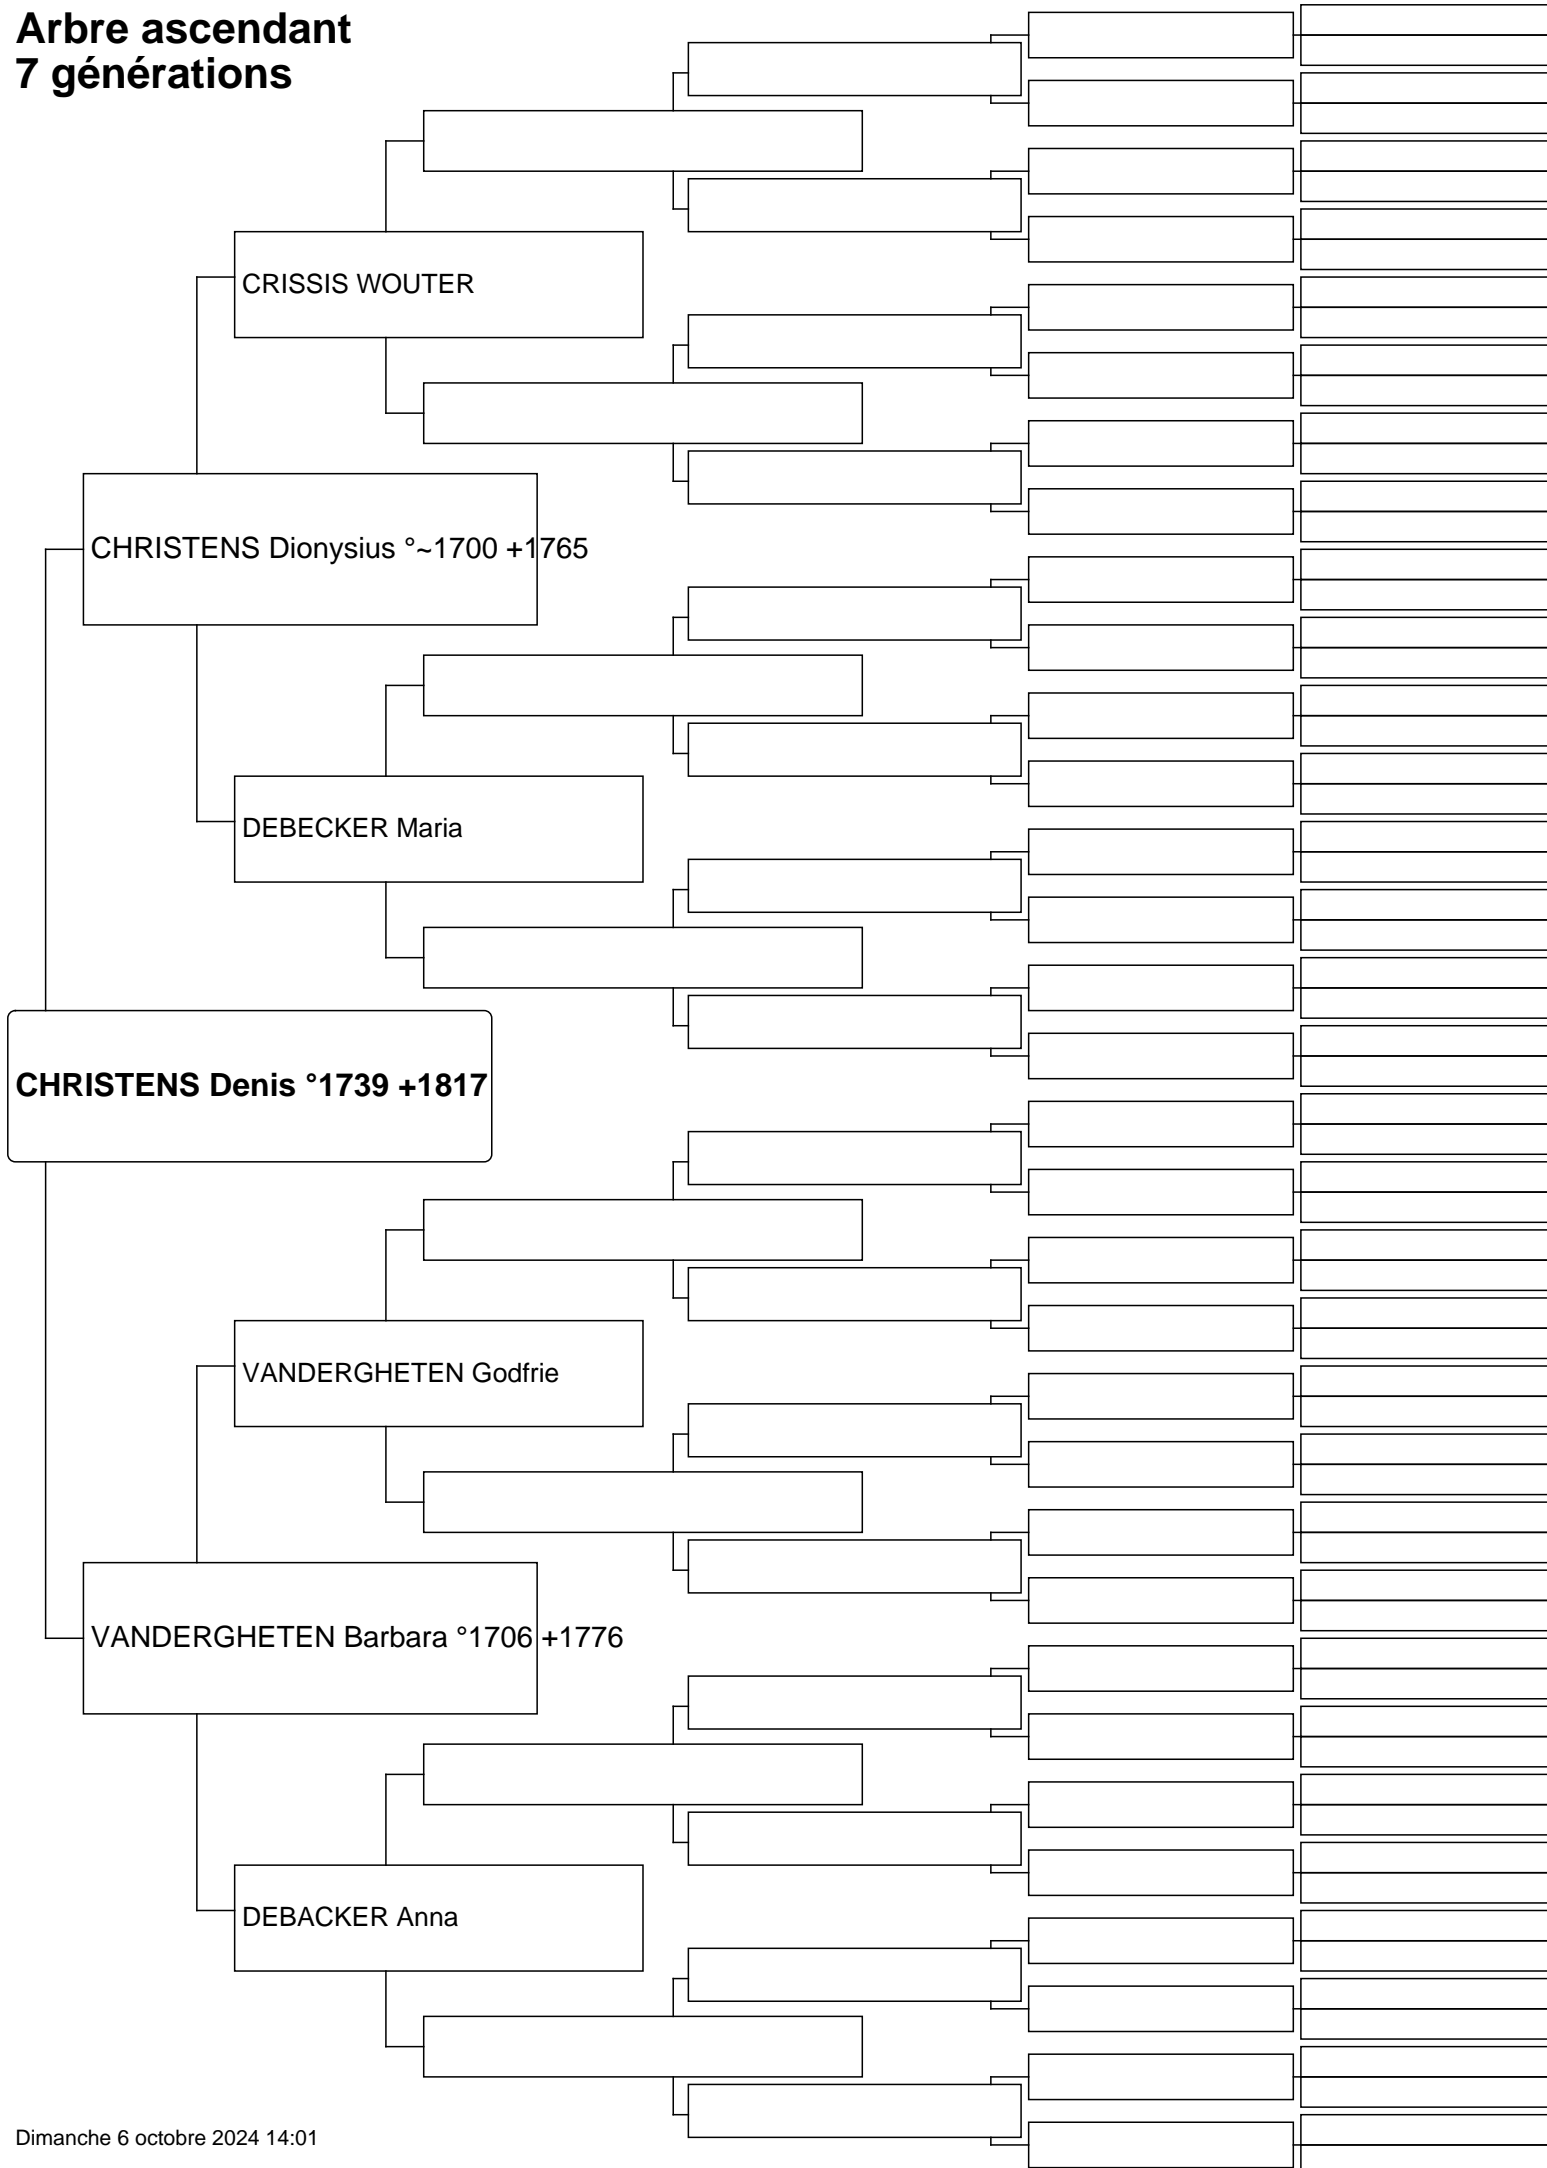 Arbre ascendant
7 générations
CRISSIS WOUTER
CHRISTENS Dionysius °~1700 +1765
DEBECKER Maria
CHRISTENS Denis °1739 +1817
VANDERGHETEN Godfrie
VANDERGHETEN Barbara °1706 +1776
DEBACKER Anna
Dimanche 6 octobre 2024 14:01